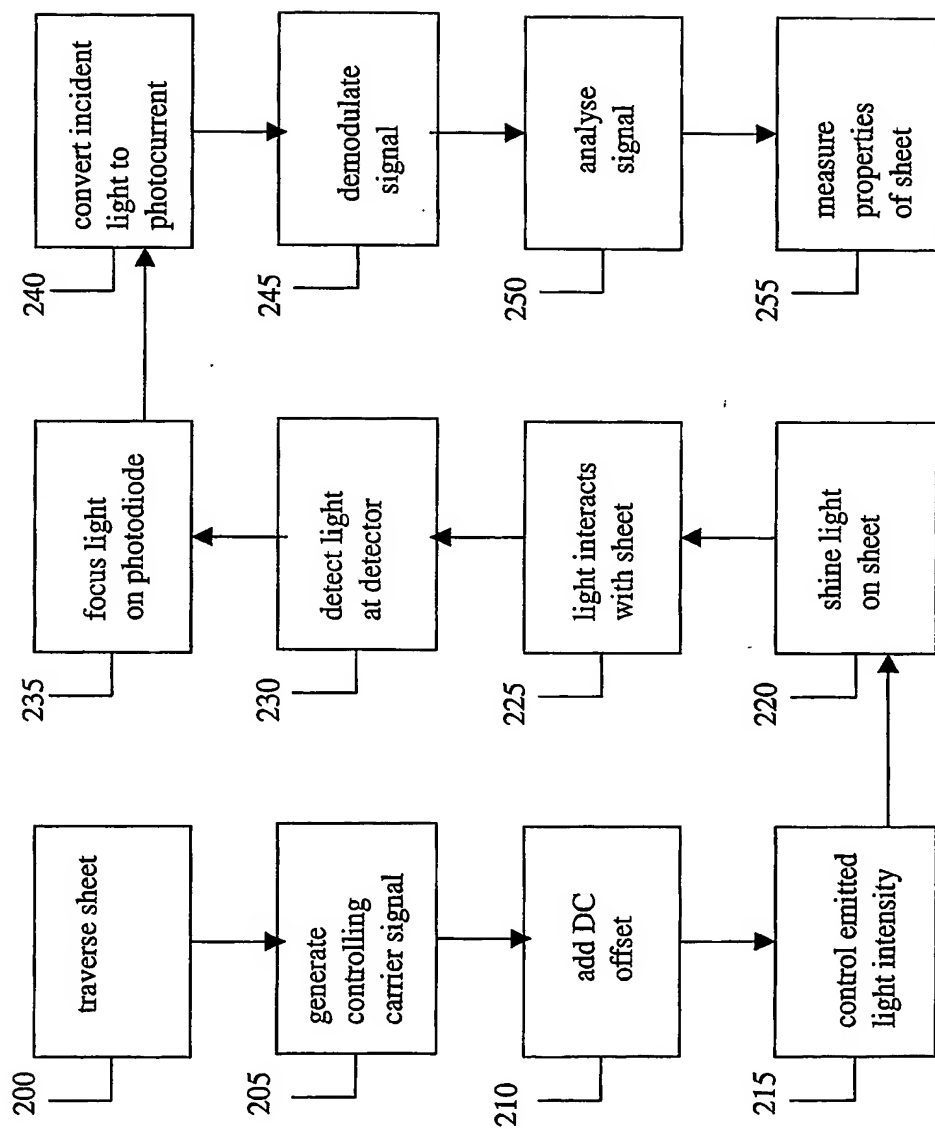 200
traverse sheet
205
generate
controlling
carrier signal
210
add DC
offset
215
control emitted
light intensity
220
shine light
on sheet
225
light interacts
with sheet
230
detect light
at detector
235
focus light
on photodiode
240
convert incident
light to
photocurrent
245
demodulate
signal
250
analyse
signal
255
measure
properties
of sheet